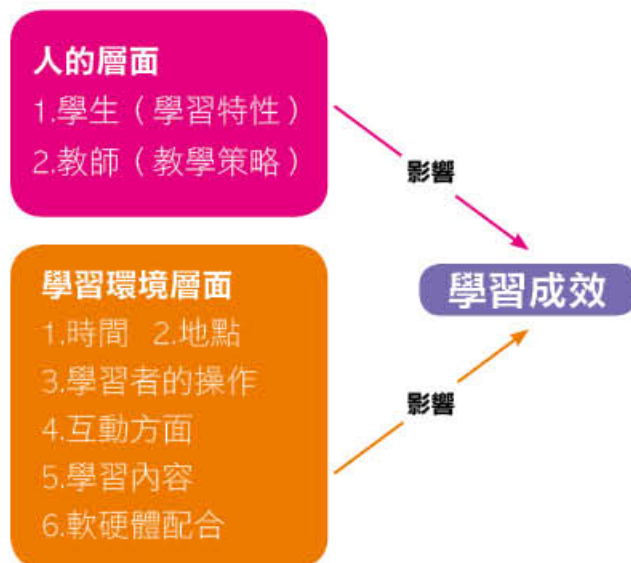 人的層面
1.學生（學習特性）
2.教師（教學策略）
影響
學習成效
學習環境層面
1.時間 2.地點
3.學習者的操作
4.互動方面
5.學習內容
6.軟硬體配合
影響